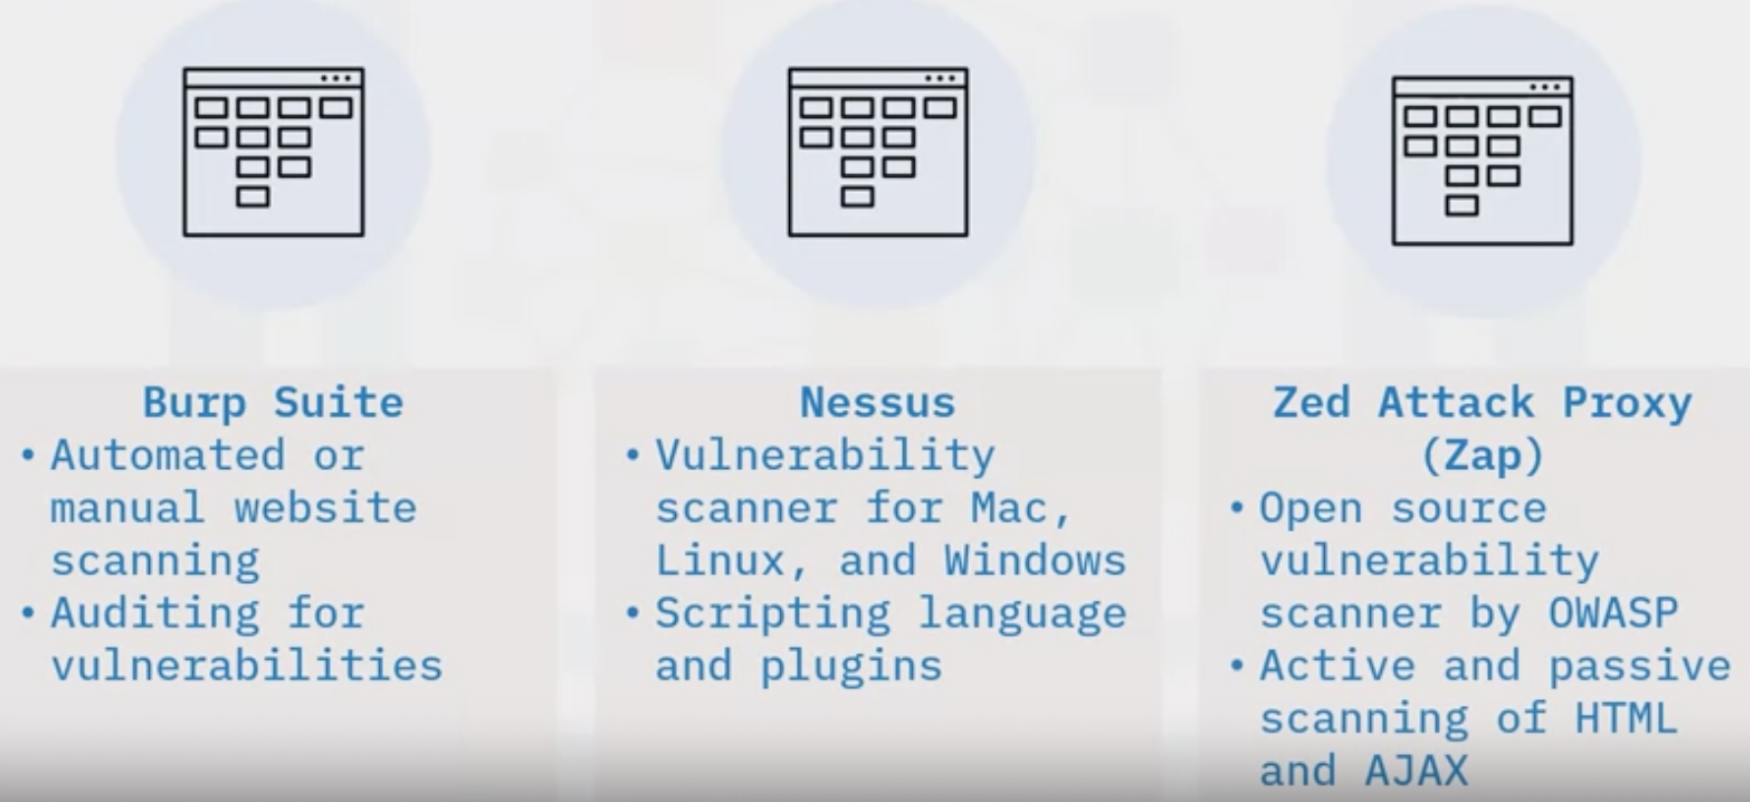 Burp Suite
• Automated or
manual website
scanning
• Auditing for
vulnerabilities
Nessus
• Vulnerability
scanner for Mac,
Linux, and Windows
• Scripting language
and plugins
Zed Attack Proxy
(Zap)
• Open source
vulnerability
scanner by OWASP
• Active and passive
scanning of HTML
and AJAX